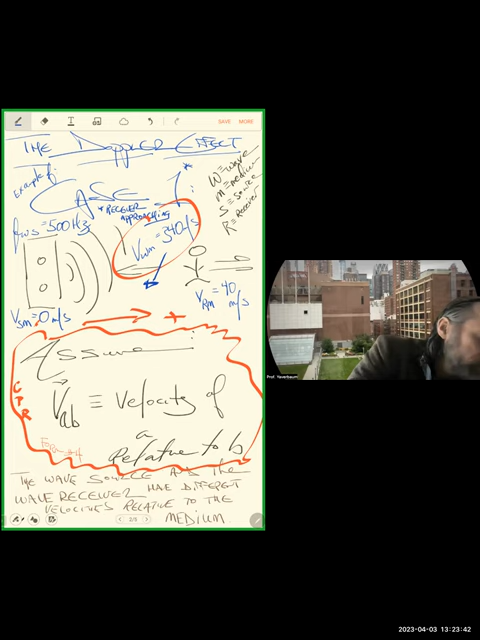 SAVE MORE
THE DOPPLER EFFECT
Example of:
CASE 1*:
* RECEIVER
APPROACHING
W ≡ wave
M ≡ medium
S ≡ Source
R ≡ Receiver
fws = 500 Hz
Vwm = 340 m/s
Vsm = 0 m/s
VRm = 40 m/s
+
Assume:
CPR
Vab ≡ Velocity of
a
Relative to b
THE WAVE SOURCE AND the
WAVE RECEIVER HAVE DIFFERENT
VELOCITIES RELATIVE TO THE
MEDIUM.
2/5
Prof. Yaverbaum
2023-04-03 13:23:42